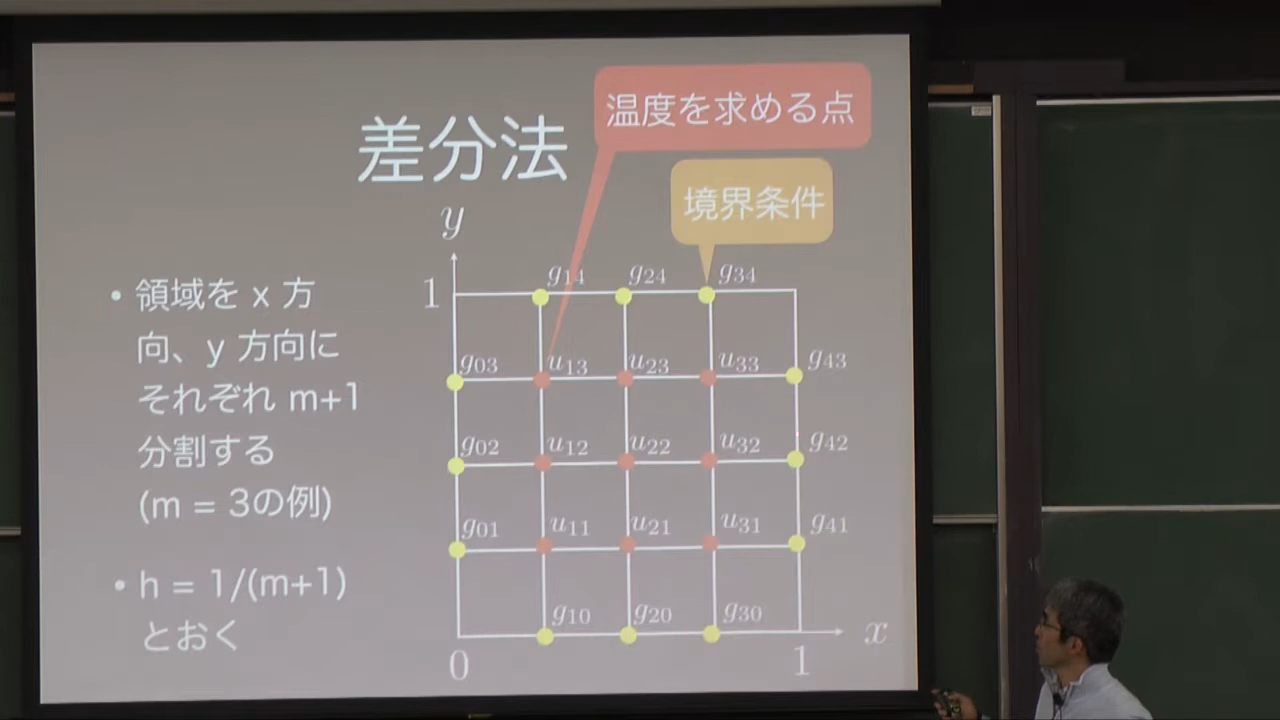 差分法
温度を求める点
境界条件
• 領域を x 方
向、y 方向に
それぞれ m+1
分割する
(m = 3の例)
• h = 1/(m+1)
とおく
y
1
g14 g24 g34
g03 u13 u23 u33 g43
g02 u12 u22 u32 g42
g01 u11 u21 u31 g41
g10 g20 g30
x
0 1